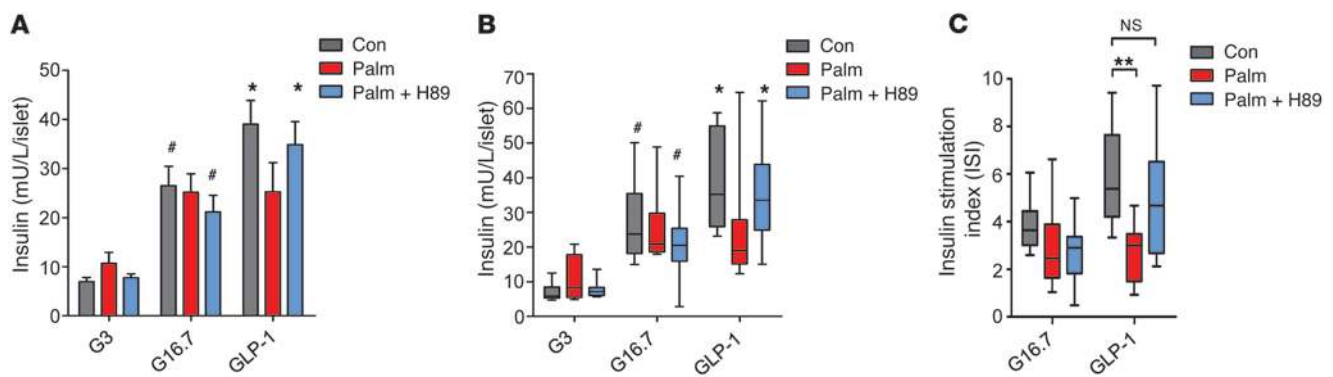 A
Con
Palm
Palm + H89
Insulin (mU/L/islet)
50
40
30
20
10
0
#
#
*
*
G3
G16.7
GLP-1
B
Con
Palm
Palm + H89
Insulin (mU/L/islet)
70
60
50
40
30
20
10
0
#
#
*
*
G3
G16.7
GLP-1
C
Con
Palm
Palm + H89
Insulin stimulation
index (ISI)
10
8
6
4
2
0
NS
**
G16.7
GLP-1